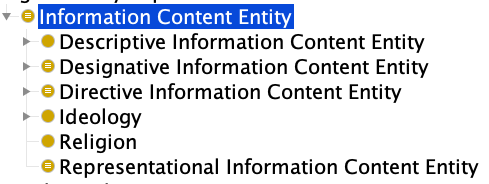 Information Content Entity
Descriptive Information Content Entity
Designative Information Content Entity
Directive Information Content Entity
Ideology
Religion
Representational Information Content Entity